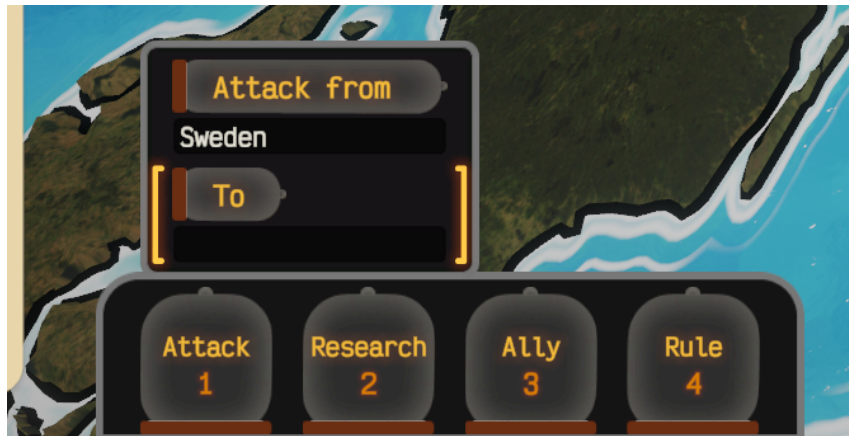 Attack from
Sweden
To
Attack
1
Research
2
Ally
3
Rule
4